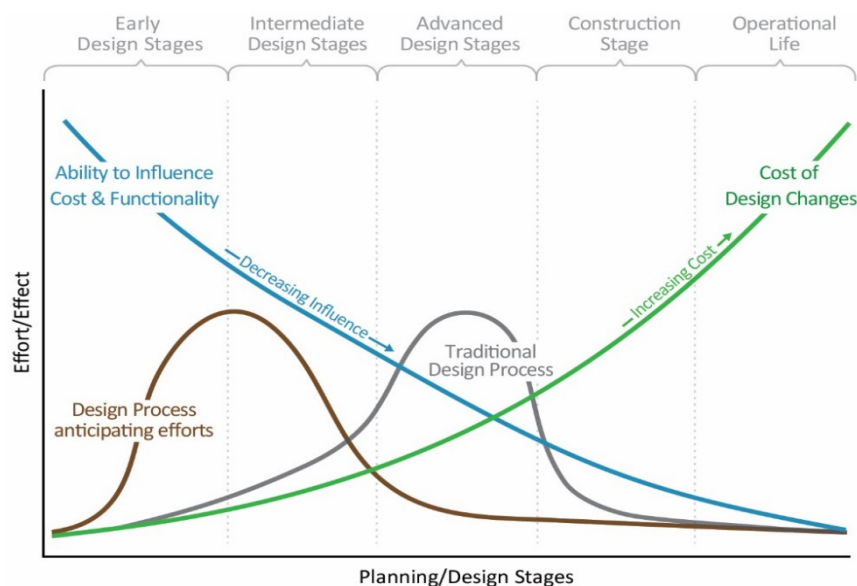 Early
Design Stages
Intermediate
Design Stages
Advanced
Design Stages
Construction
Stage
Operational
Life
Ability to Influence
Cost & Functionality
Cost of
Design Changes
Decreasing Influence
Increasing Cost
Traditional
Design Process
Design Process
anticipating efforts
Effort/Effect
Planning/Design Stages